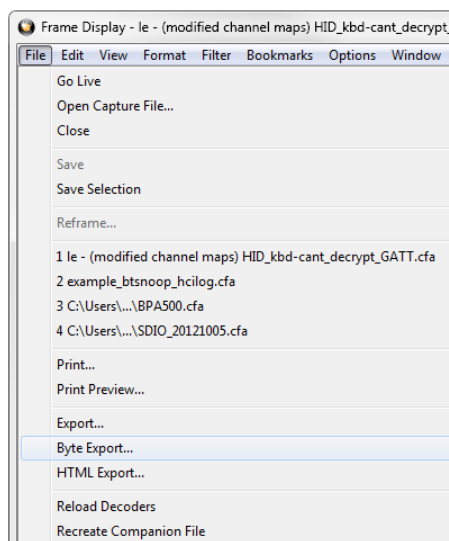 Frame Display - le - (modified channel maps) HID_kbd-cant_decrypt_
File Edit View Format Filter Bookmarks Options Window
Go Live
Open Capture File...
Close
Save
Save Selection
Reframe...
1 le - (modified channel maps) HID_kbd-cant_decrypt_GATT.cfa
2 example_btsnoop_hcilog.cfa
3 C:\Users\...\BPA500.cfa
4 C:\Users\...\SDIO_20121005.cfa
Print...
Print Preview...
Export...
Byte Export...
HTML Export...
Reload Decoders
Recreate Companion File